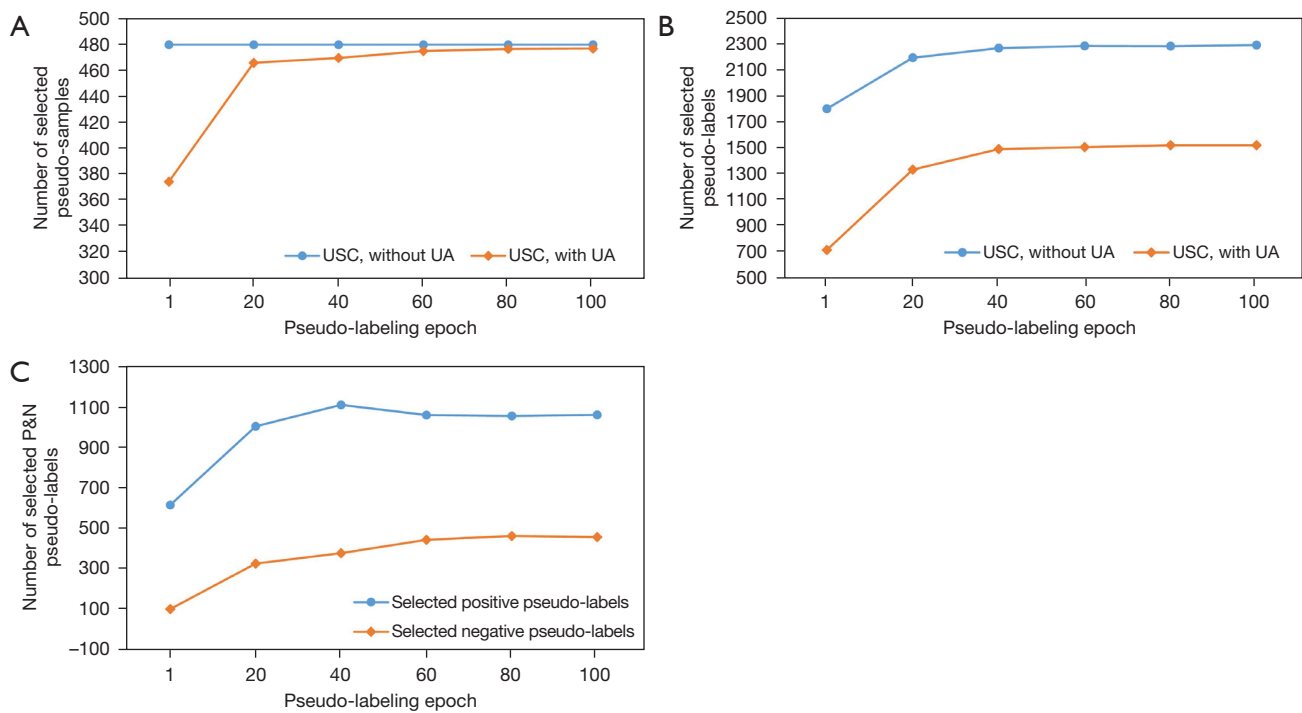 A
Number of selected
pseudo-samples
500
480
460
440
420
400
380
360
340
320
300
USC, without UA
USC, with UA
1 20 40 60 80 100
Pseudo-labeling epoch
B
Number of selected
pseudo-labels
2500
2300
2100
1900
1700
1500
1300
1100
900
700
500
USC, without UA
USC, with UA
1 20 40 60 80 100
Pseudo-labeling epoch
C
Number of selected P&N
pseudo-labels
1300
1100
900
700
500
300
100
−100
Selected positive pseudo-labels
Selected negative pseudo-labels
1 20 40 60 80 100
Pseudo-labeling epoch